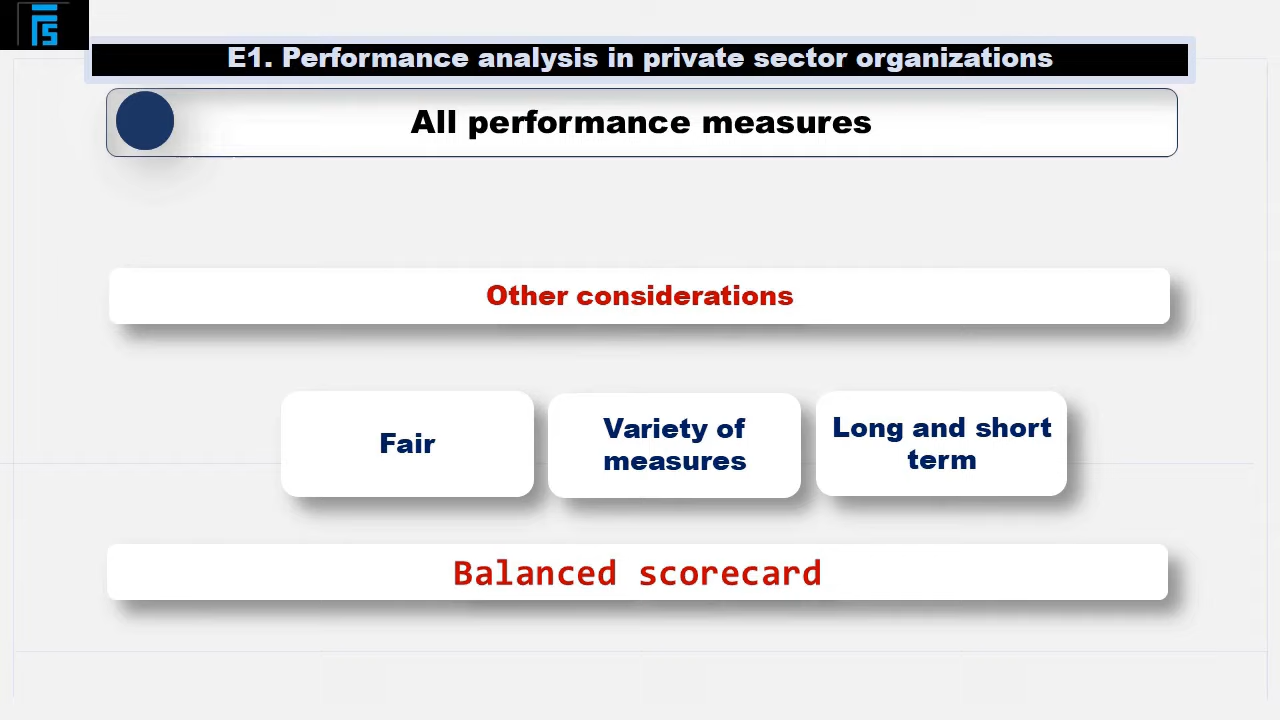 E1. Performance analysis in private sector organizations
All performance measures
Other considerations
Fair
Variety of
measures
Long and short
term
Balanced scorecard